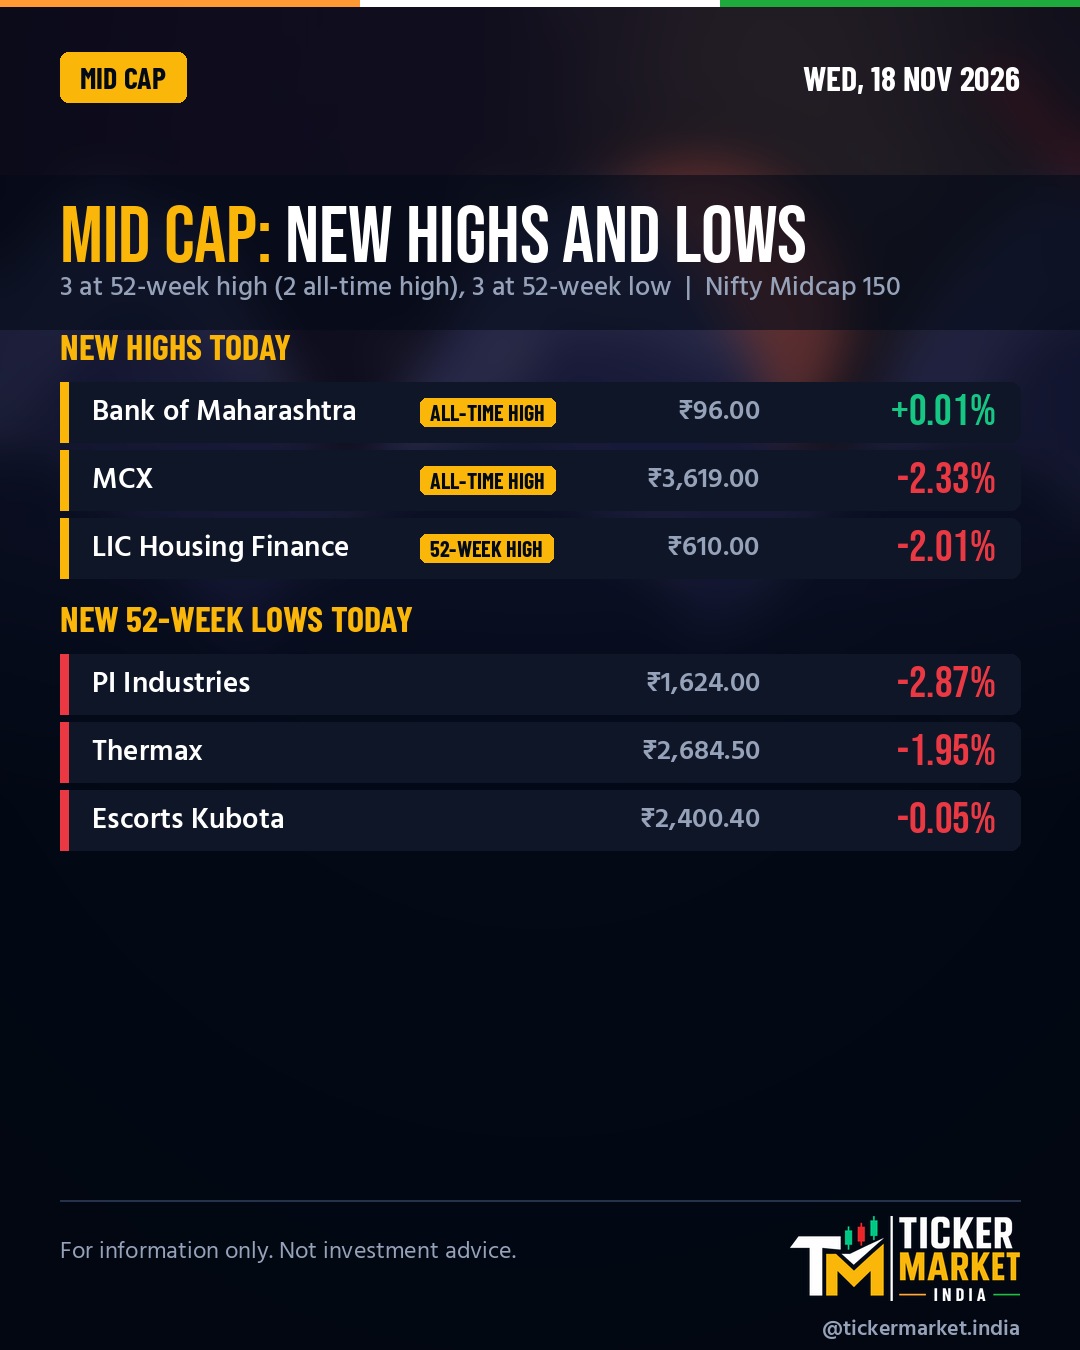 MID CAP
WED, 18 NOV 2026
MID CAP: NEW HIGHS AND LOWS
3 at 52-week high (2 all-time high), 3 at 52-week low | Nifty Midcap 150
NEW HIGHS TODAY
Bank of Maharashtra ALL-TIME HIGH ₹96.00 +0.01%
MCX ALL-TIME HIGH ₹3,619.00 -2.33%
LIC Housing Finance 52-WEEK HIGH ₹610.00 -2.01%
NEW 52-WEEK LOWS TODAY
PI Industries ₹1,624.00 -2.87%
Thermax ₹2,684.50 -1.95%
Escorts Kubota ₹2,400.40 -0.05%
For information only. Not investment advice.
TM TICKER
MARKET
INDIA
@tickermarket.india